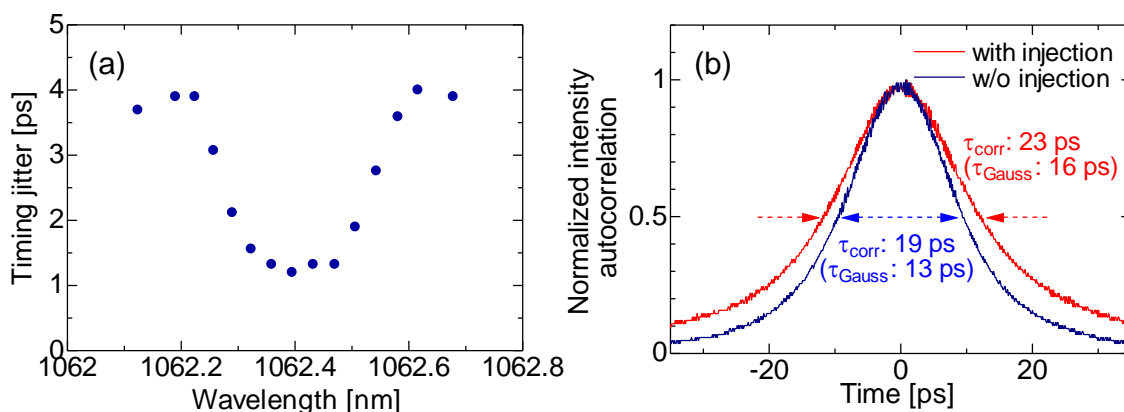 (a)
Timing jitter [ps]
5
4
3
2
1
0
1062
1062.2
1062.4
1062.6
1062.8
Wavelength [nm]
(b)
with injection
w/o injection
Normalized intensity
autocorrelation
1
0.5
0
τcorr: 23 ps
(τGauss: 16 ps)
τcorr: 19 ps
(τGauss: 13 ps)
-20
0
20
Time [ps]